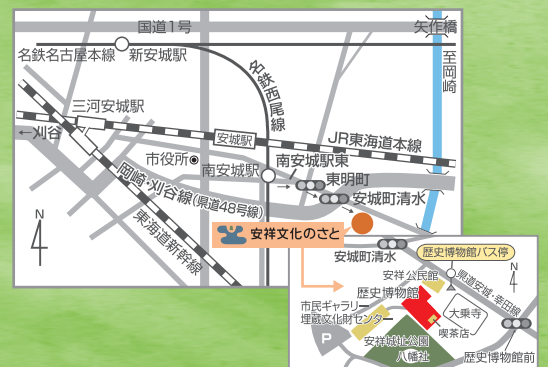 国道1号
矢作橋
名鉄名古屋本線
新安城駅
至岡崎
名鉄西尾線
三河安城駅
←刈谷
安城駅
JR東海道本線
市役所
南安城駅
南安城駅東
東明町
安城町清水
岡崎・刈谷線(県道48号線)
東海道新幹線
N
安祥文化のさと
安城町清水
歴史博物館バス停
N
安祥公民館
県道安城・幸田線
歴史博物館
市民ギャラリー
埋蔵文化財センター
大乗寺
喫茶店
P
安祥城址公園
八幡社
歴史博物館前